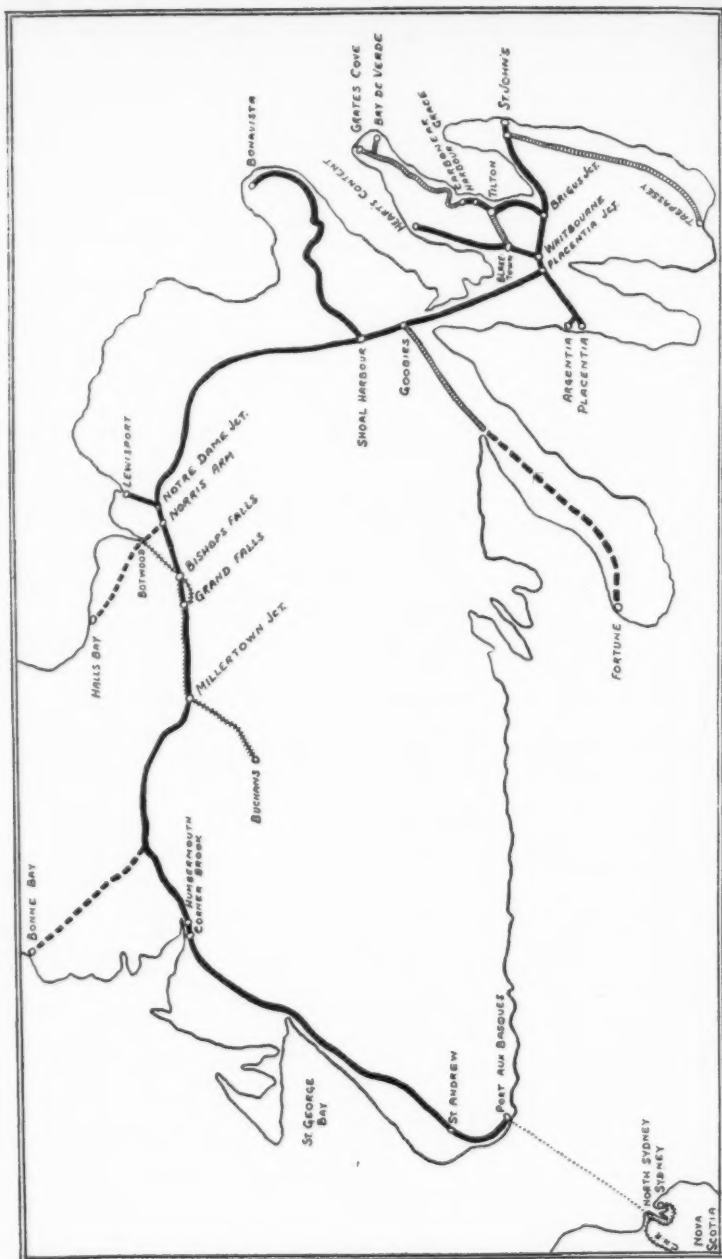 BONNE BAY
HALLS BAY
LEWISPORT
BOTWOOD
NOTRE DAME JCT.
NORRIS ARM
BISHOPS FALLS
GRAND FALLS
MILLERTOWN JCT.
BUCHANS
HUMBERMOUTH
CORNER BROOK
ST. GEORGE
BAY
ST ANDREW
PORT AUX BASQUES
NORTH SYDNEY
SYDNEY
NOVA
SCOTIA
BONAVISTA
SHOAL HARBOUR
GOOBIES
FORTUNE
GRATES COVE
BAY DE VERDE
HEARTS CONTENT
HARBOUR
GRACE
TILTON
ST JOHN'S
BRIGUS JCT.
WHITBOURNE
PLACENTIA JCT.
ARGENTIA
PLACENTIA
TREPASSEY